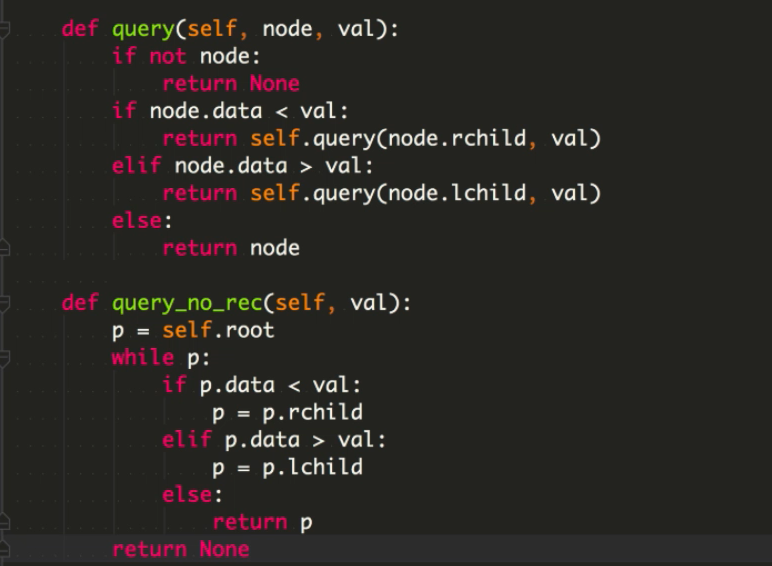 def query(self, node, val):
    if not node:
        return None
    if node.data < val:
        return self.query(node.rchild, val)
    elif node.data > val:
        return self.query(node.lchild, val)
    else:
        return node

def query_no_rec(self, val):
    p = self.root
    while p:
        if p.data < val:
            p = p.rchild
        elif p.data > val:
            p = p.lchild
        else:
            return p
    return None